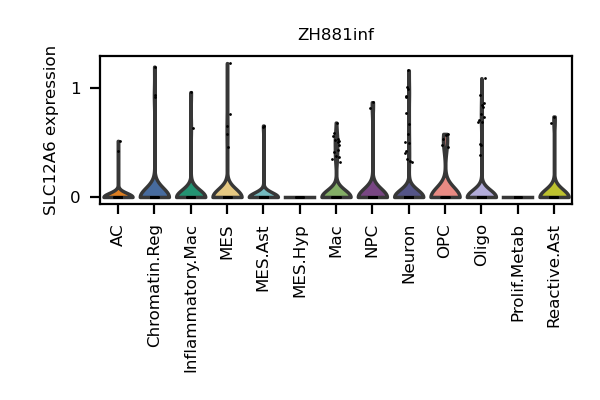 ZH881inf
SLC12A6 expression
1
0
AC
Chromatin.Reg
Inflammatory.Mac
MES
MES.Ast
MES.Hyp
Mac
NPC
Neuron
OPC
Oligo
Prolif.Metab
Reactive.Ast